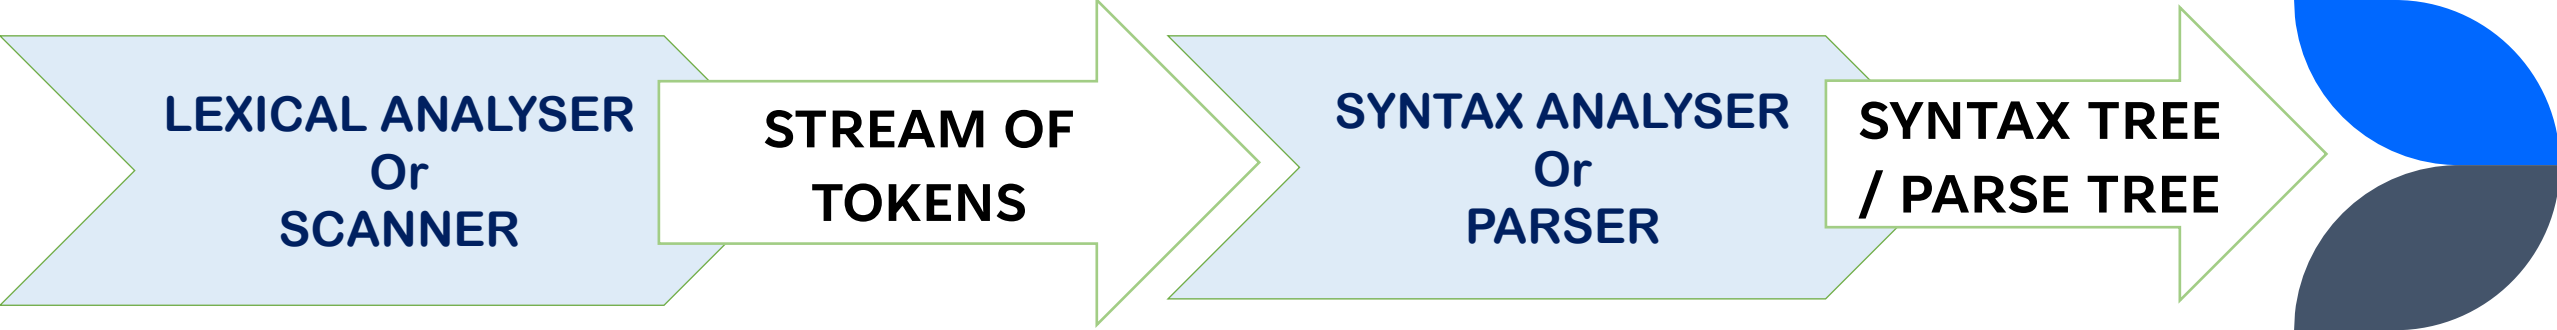 LEXICAL ANALYSER
Or
SCANNER
STREAM OF
TOKENS
SYNTAX ANALYSER
Or
PARSER
SYNTAX TREE
/ PARSE TREE